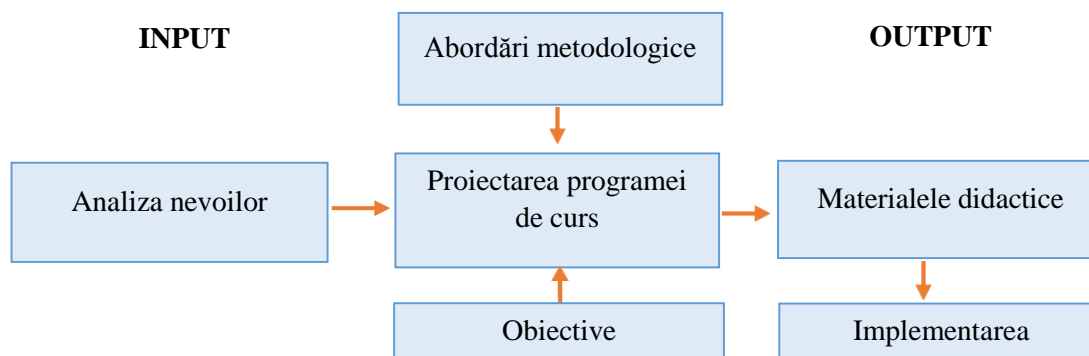 INPUT
Abordări metodologice
OUTPUT
Analiza nevoilor
Proiectarea programei
de curs
Materialele didactice
Obiective
Implementarea